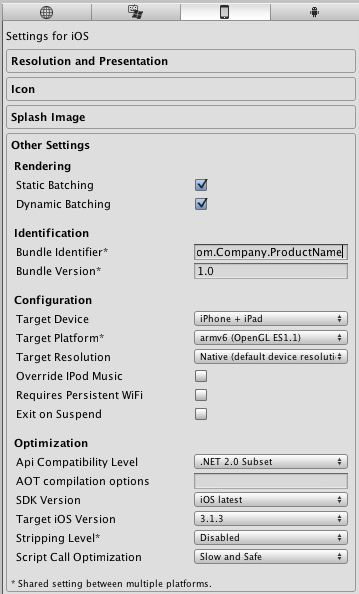 Settings for iOS
Resolution and Presentation
Icon
Splash Image
Other Settings
Rendering
Static Batching
Dynamic Batching
Identification
Bundle Identifier* om.Company.ProductName
Bundle Version* 1.0
Configuration
Target Device iPhone + iPad
Target Platform* armv6 (OpenGL ES1.1)
Target Resolution Native (default device resoluti
Override IPod Music
Requires Persistent WiFi
Exit on Suspend
Optimization
Api Compatibility Level .NET 2.0 Subset
AOT compilation options
SDK Version iOS latest
Target iOS Version 3.1.3
Stripping Level* Disabled
Script Call Optimization Slow and Safe
* Shared setting between multiple platforms.